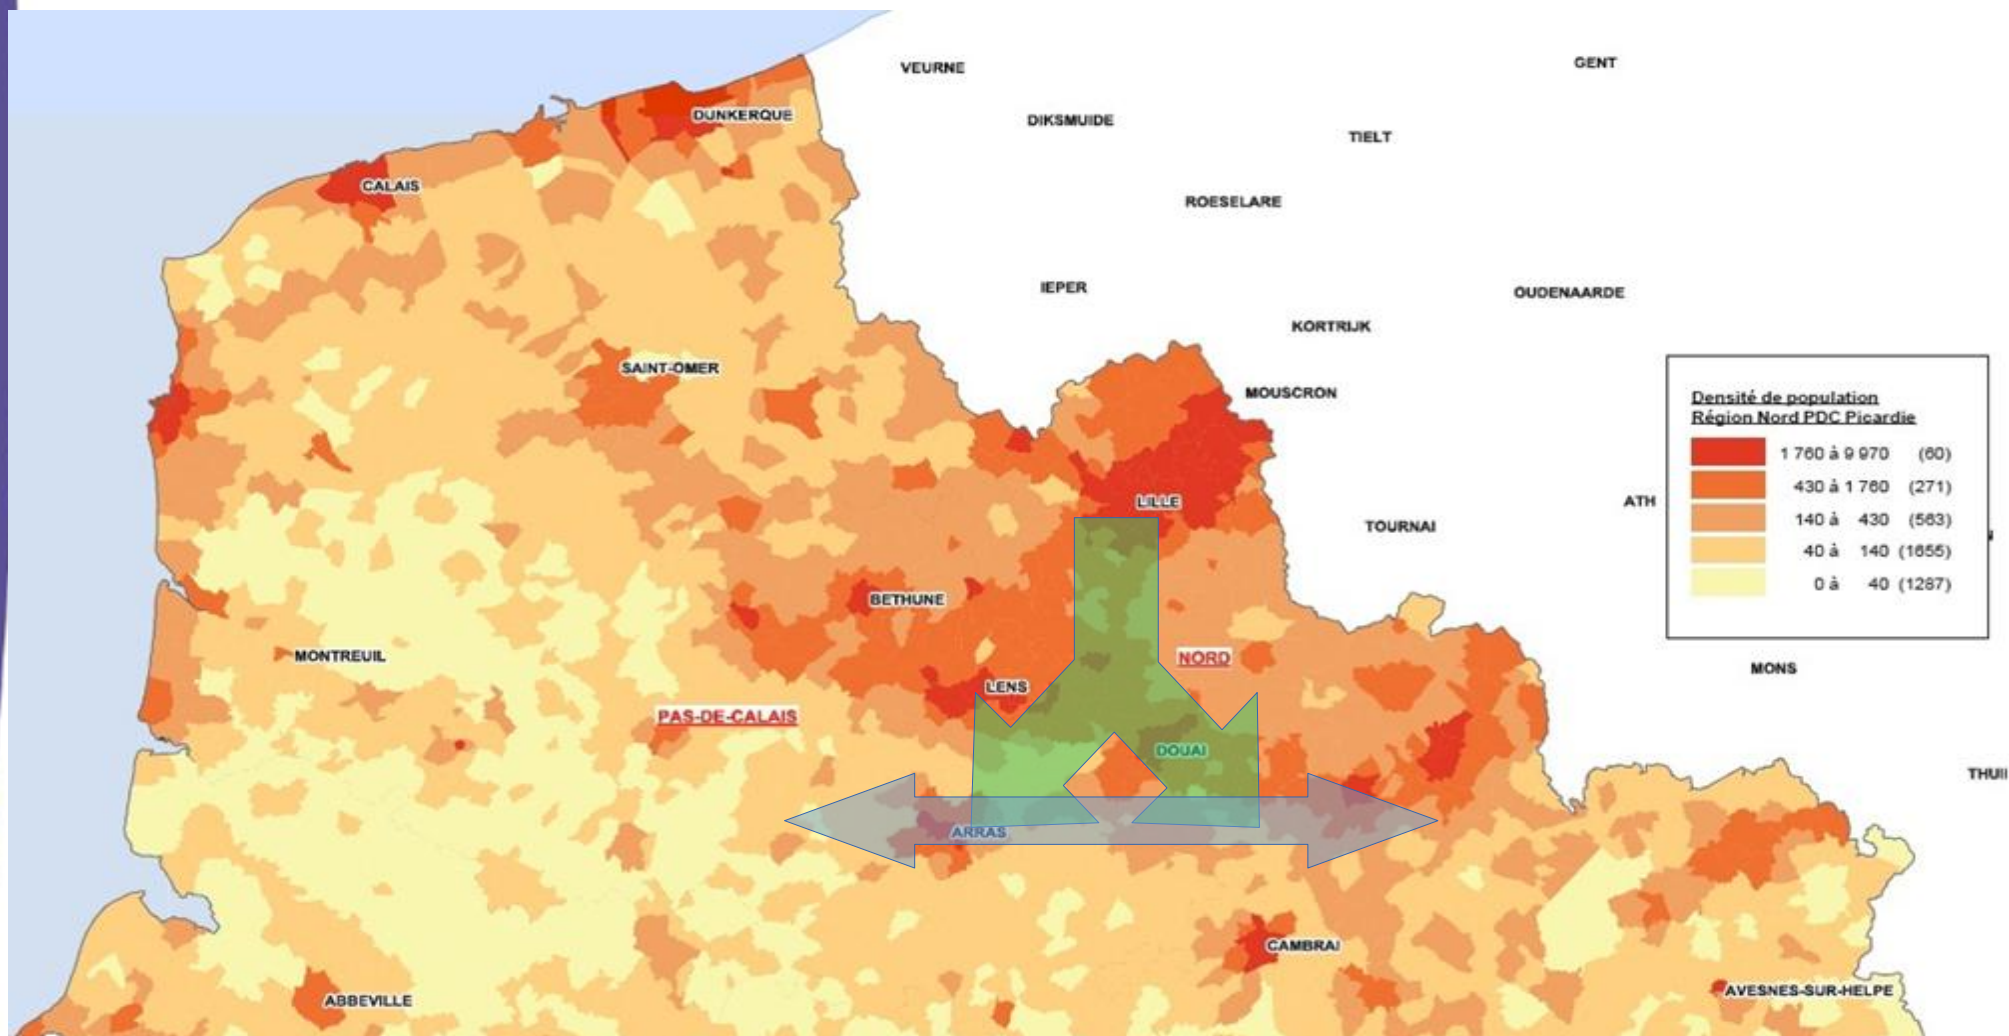 VEURNE
GENT
DUNKERQUE
DIKSMUIDE
TIELT
CALAIS
ROESELARE
IEPER
OUDENAARDE
KORTRIJK
SAINT-OMER
MOUSCRON
Densité de population
Région Nord PDC Picardie
1 760 à 9 970 (60)
430 à 1 760 (271)
140 à 430 (563)
40 à 140 (1655)
0 à 40 (1287)
LILLE
ATH
TOURNAI
BETHUNE
MONTREUIL
NORD
MONS
LENS
PAS-DE-CALAIS
DOUAI
THUI
ARRAS
CAMBRAI
AVESNES-SUR-HELPE
ABBEVILLE